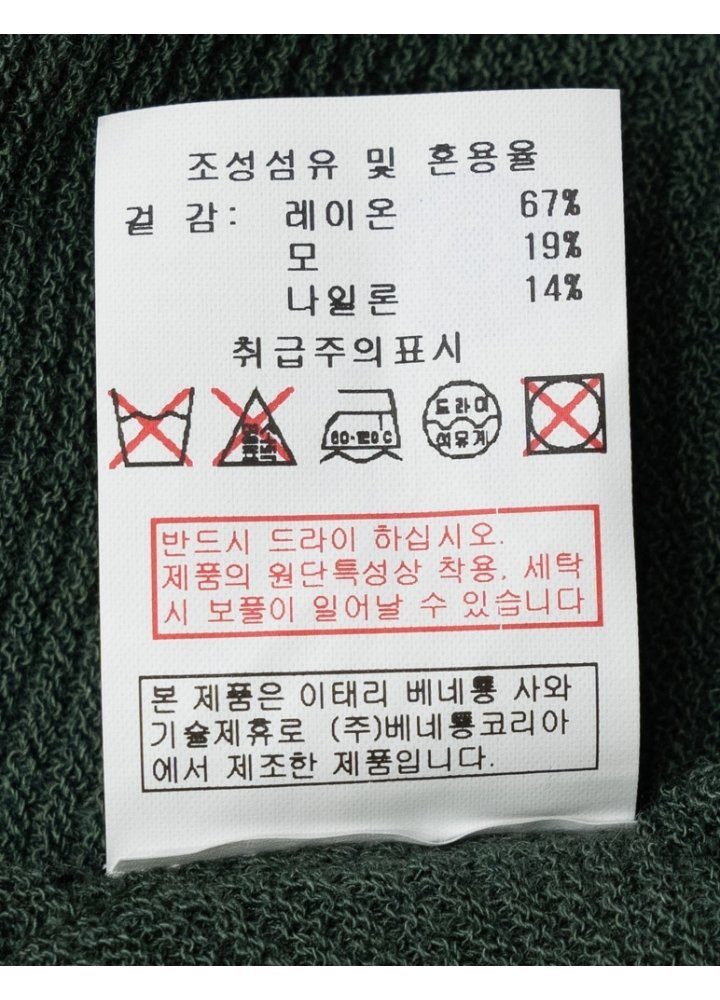 조성섬유 및 혼용율
겉 감: 레이온 67%
모 19%
나일론 14%
취급주의표시
드라이
반드시 드라이 하십시오.
제품의 원단특성상 착용, 세탁
시 보풀이 일어날 수 있습니다
본 제품은 이태리 베네통 사와
기술제휴로 (주)베네통코리아
에서 제조한 제품입니다.